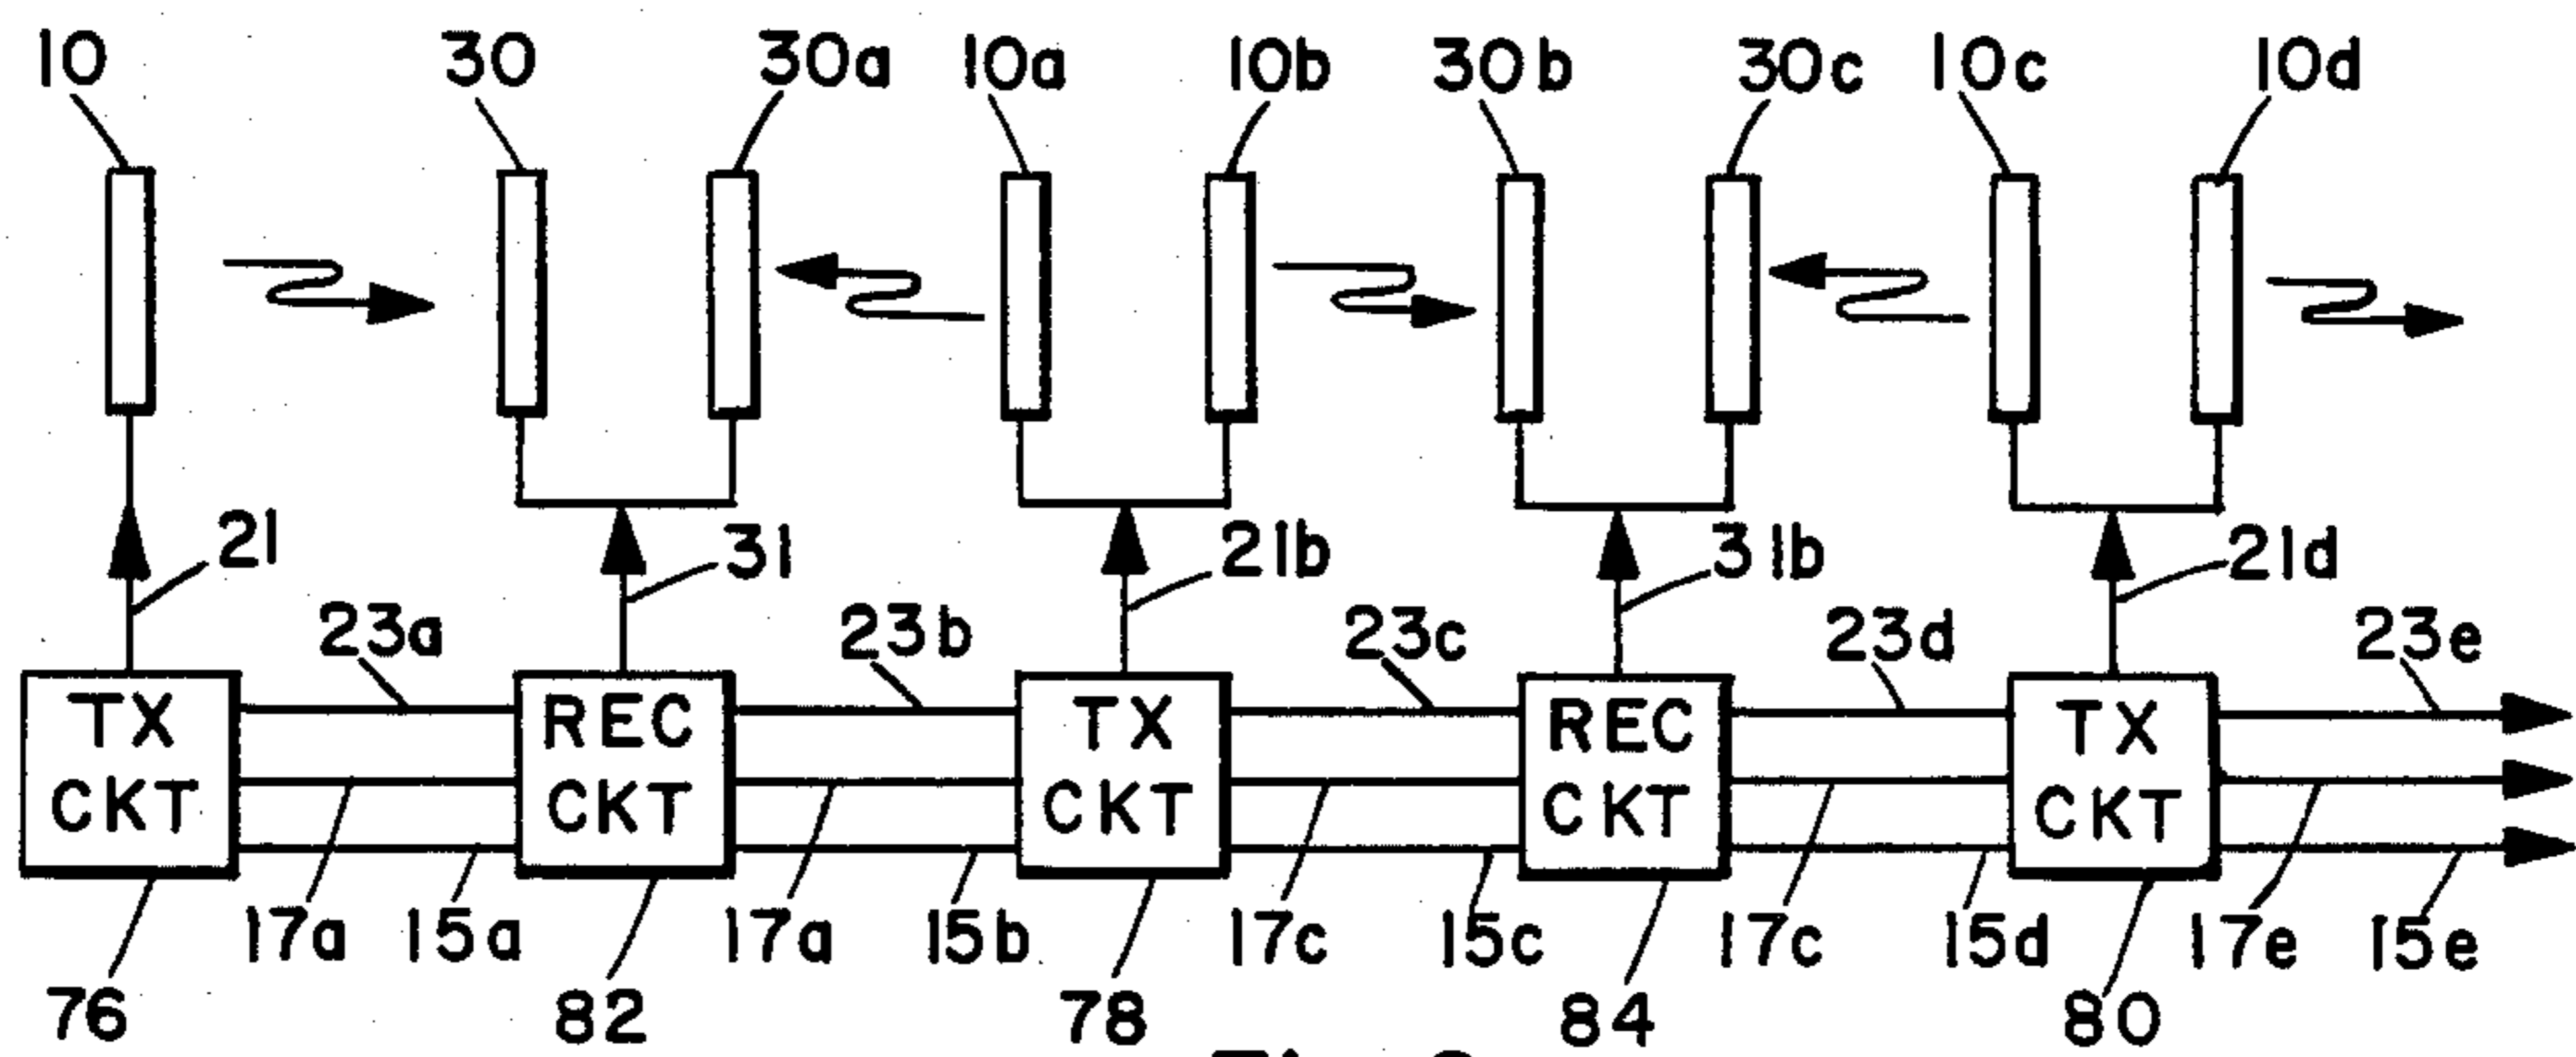 10 30 30a 10a 10b 30b 30c 10c 10d
21 31 21b 31b 21d
23a 23b 23c 23d 23e
TX REC TX REC TX
CKT CKT CKT CKT CKT
17a 15a 17a 15b 17c 15c 17c 15d 17e 15e
76 82 78 84 80